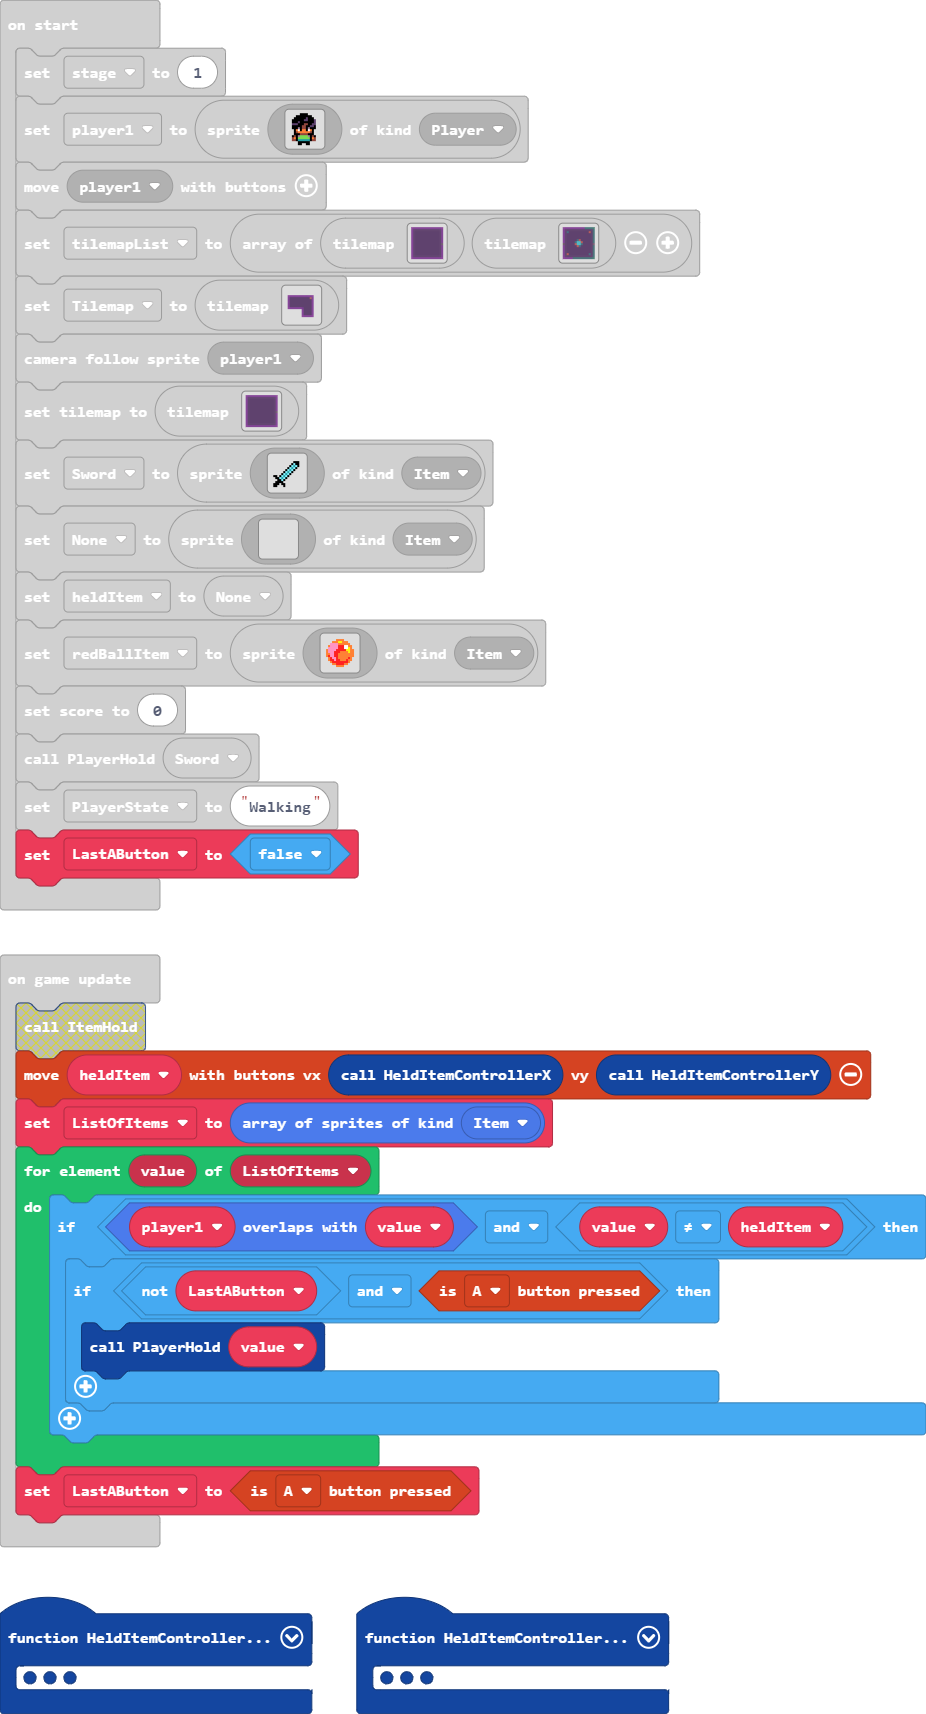 on start
set stage to 1
set player1 to sprite of kind Player
move player1 with buttons
set tilemapList to array of tilemap tilemap
set Tilemap to tilemap
camera follow sprite player1
set tilemap to tilemap
set Sword to sprite of kind Item
set None to sprite of kind Item
set heldItem to None
set redBallItem to sprite of kind Item
set score to 0
call PlayerHold Sword
set PlayerState to "Walking"
set LastAButton to false
on game update
call ItemHold
move heldItem with buttons vx call HeldItemControllerX vy call HeldItemControllerY
set ListOfItems to array of sprites of kind Item
for element value of ListOfItems
do
if player1 overlaps with value and value ≠ heldItem then
if not LastAButton and is A button pressed then
call PlayerHold value
set LastAButton to is A button pressed
function HeldItemController... function HeldItemController...